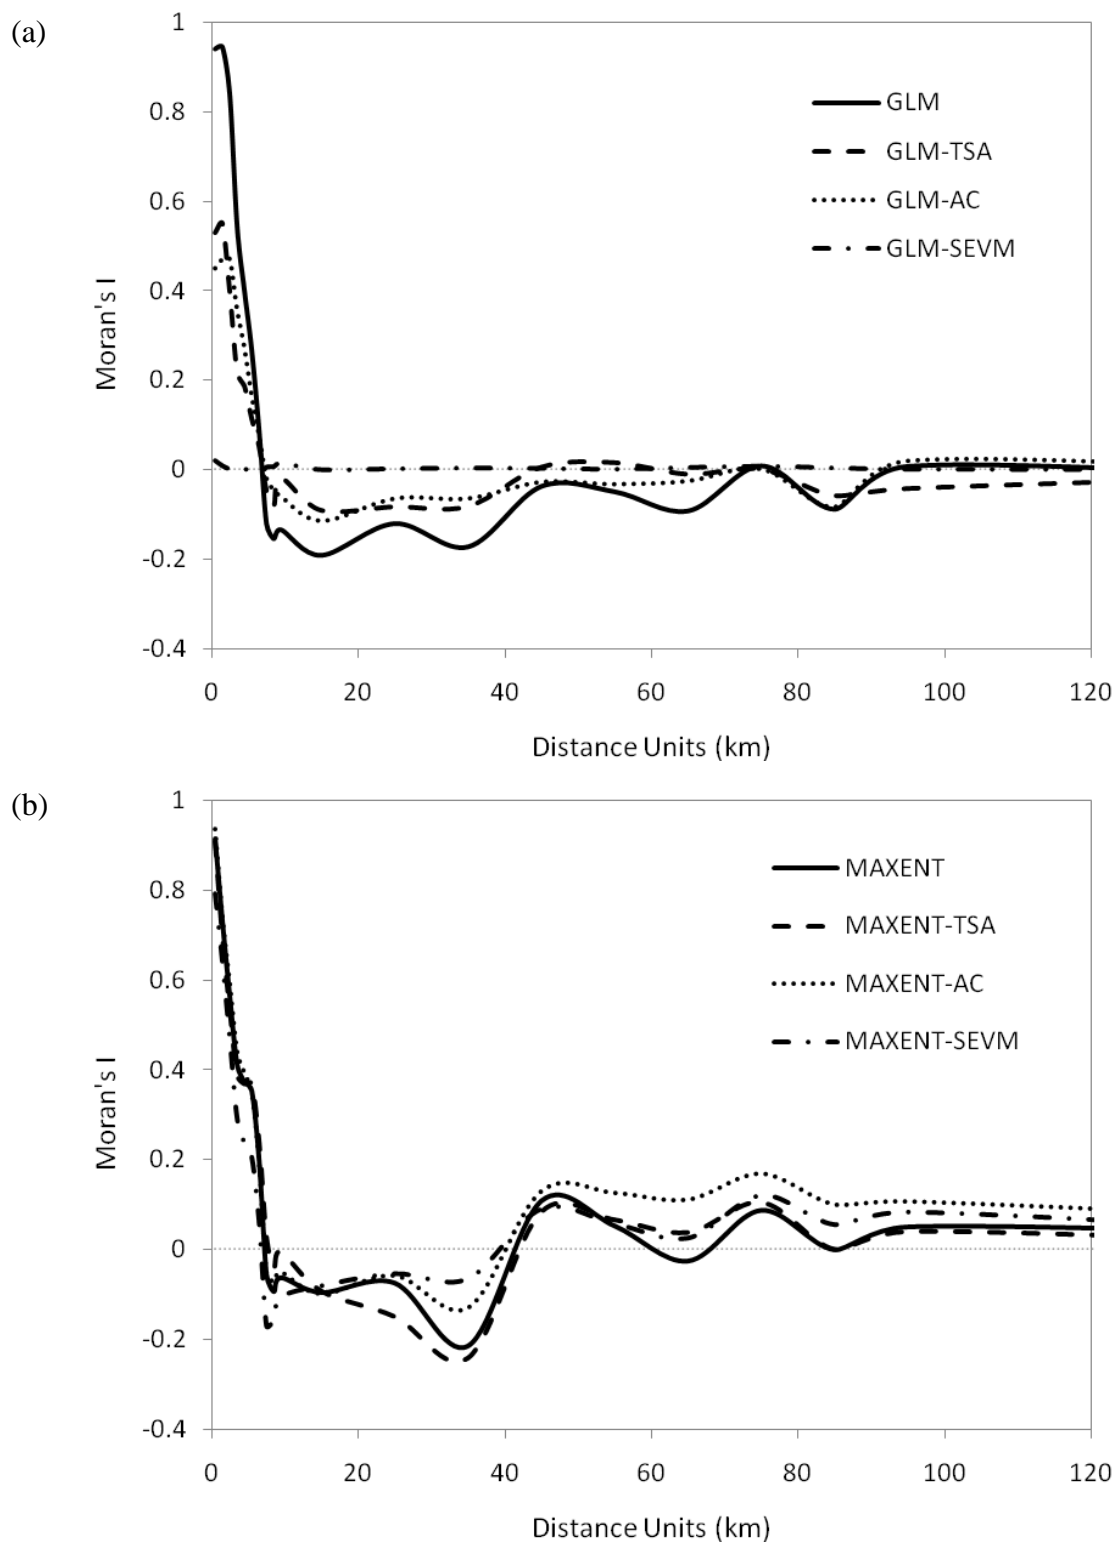 (a)
1
0.8
0.6
0.4
0.2
0
-0.2
-0.4
Moran's I
GLM
GLM-TSA
GLM-AC
GLM-SEVM
0 20 40 60 80 100 120
Distance Units (km)
(b)
1
0.8
0.6
0.4
0.2
0
-0.2
-0.4
Moran's I
MAXENT
MAXENT-TSA
MAXENT-AC
MAXENT-SEVM
0 20 40 60 80 100 120
Distance Units (km)